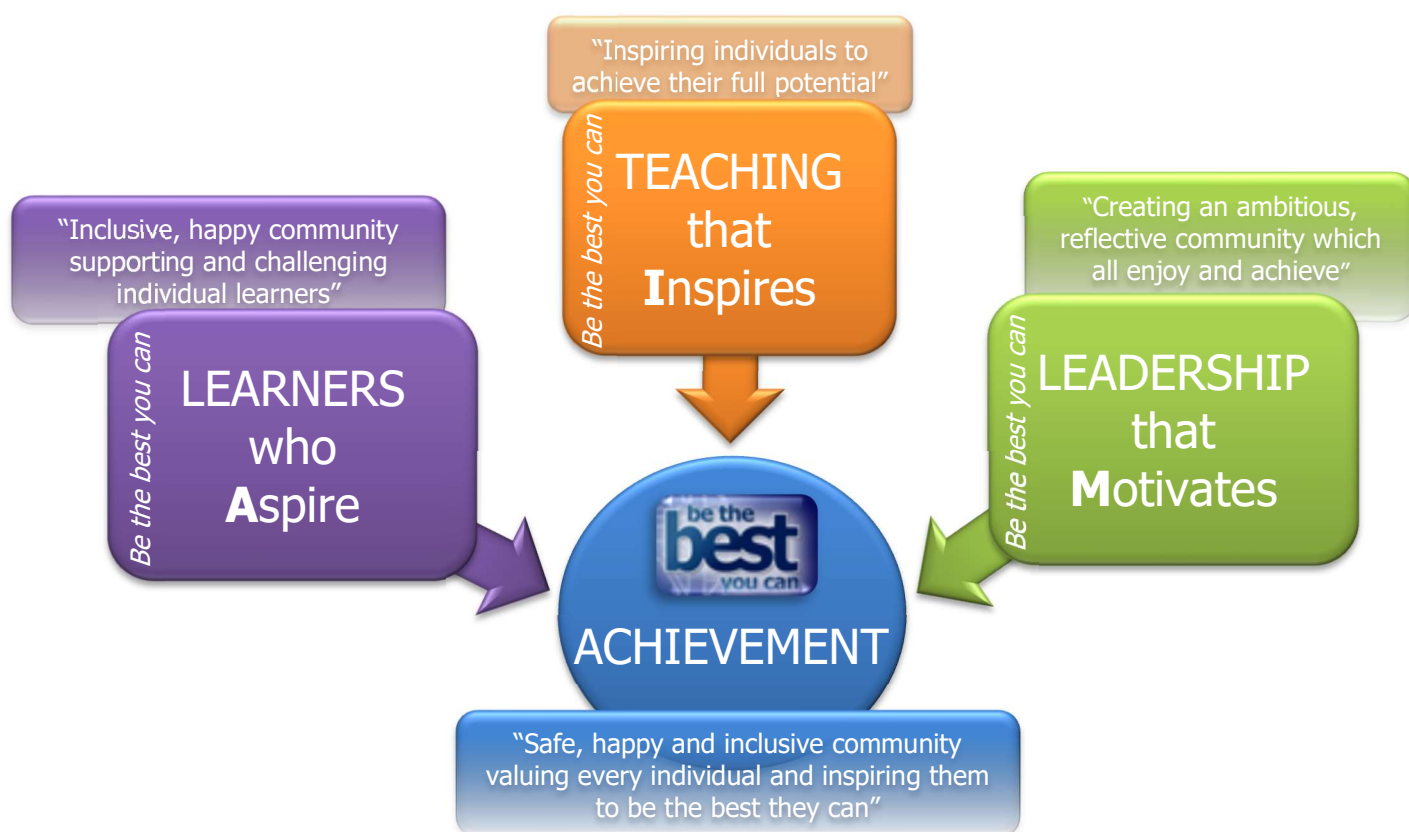 “Inclusive, happy community
supporting and challenging
individual learners”
Be the best you can
LEARNERS
who
Aspire
“Inspiring individuals to
achieve their full potential”
Be the best you can
TEACHING
that
Inspires
“Creating an ambitious,
reflective community which
all enjoy and achieve”
Be the best you can
LEADERSHIP
that
Motivates
be the
best
you can
ACHIEVEMENT
“Safe, happy and inclusive community
valuing every individual and inspiring them
to be the best they can”